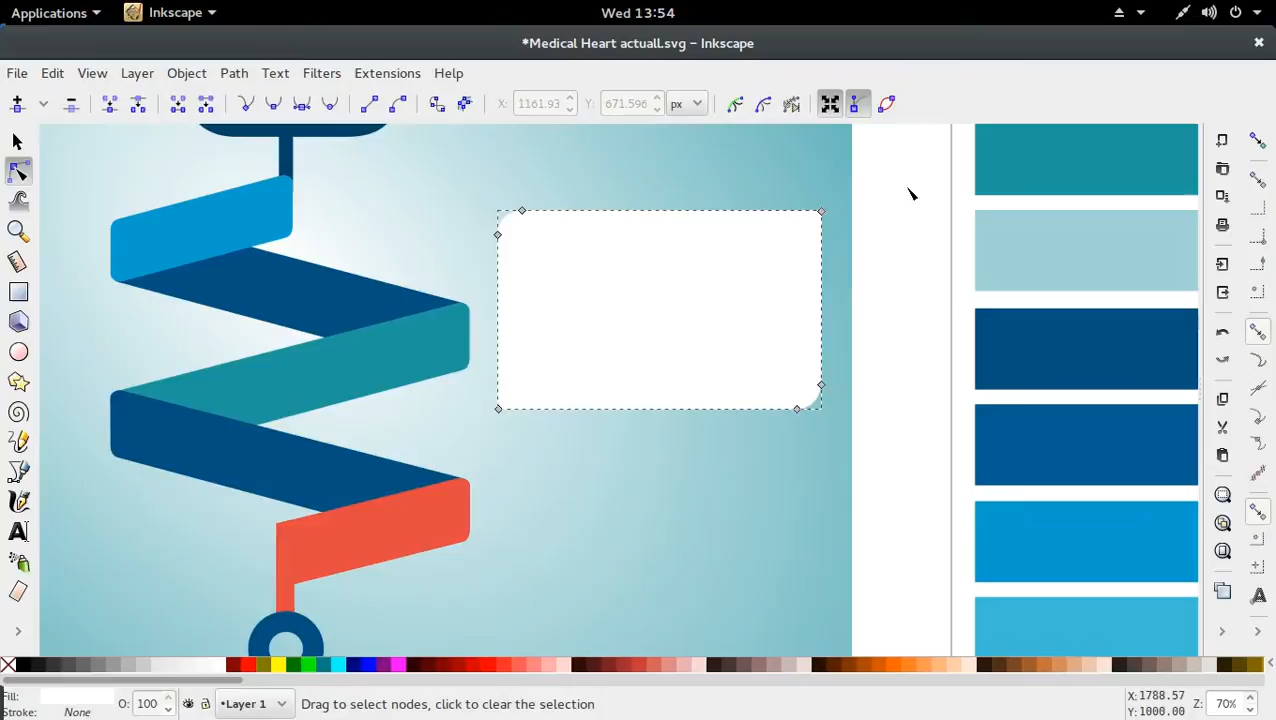 Applications
Inkscape
Wed 13:54
*Medical Heart actuall.svg – Inkscape
File Edit View Layer Object Path Text Filters Extensions Help
X: 1161.93 Y: 671.596 px
Fill:
Stroke: None
O: 100
•Layer 1
Drag to select nodes, click to clear the selection
X: 1788.57
Y: 1000.00
Z: 70%